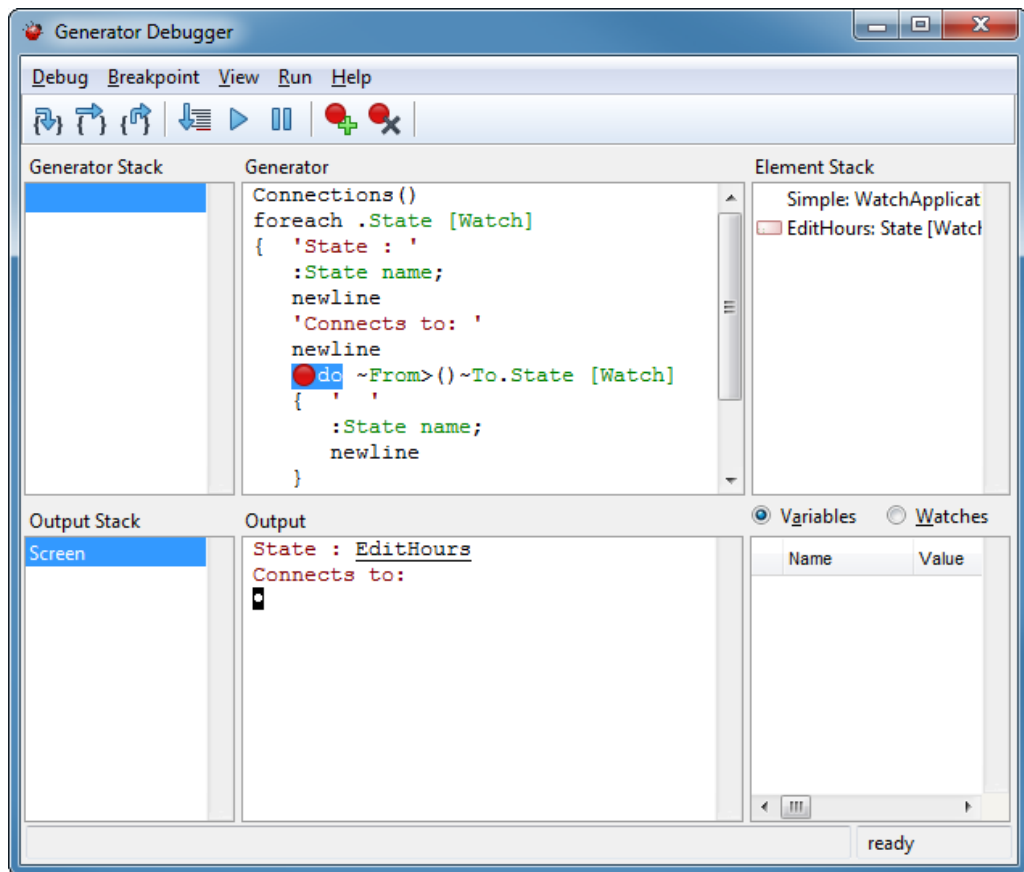 Generator Debugger
Debug Breakpoint View Run Help
Generator Stack
Generator
Element Stack
Connections()
foreach .State [Watch]
{ 'State : '
:State name;
newline
'Connects to: '
newline
do ~From>()~To.State [Watch]
{ ' '
:State name;
newline
}
Simple: WatchApplicat
EditHours: State [Watch
Output Stack
Output
Variables Watches
Screen
State : EditHours
Connects to:
Name Value
ready